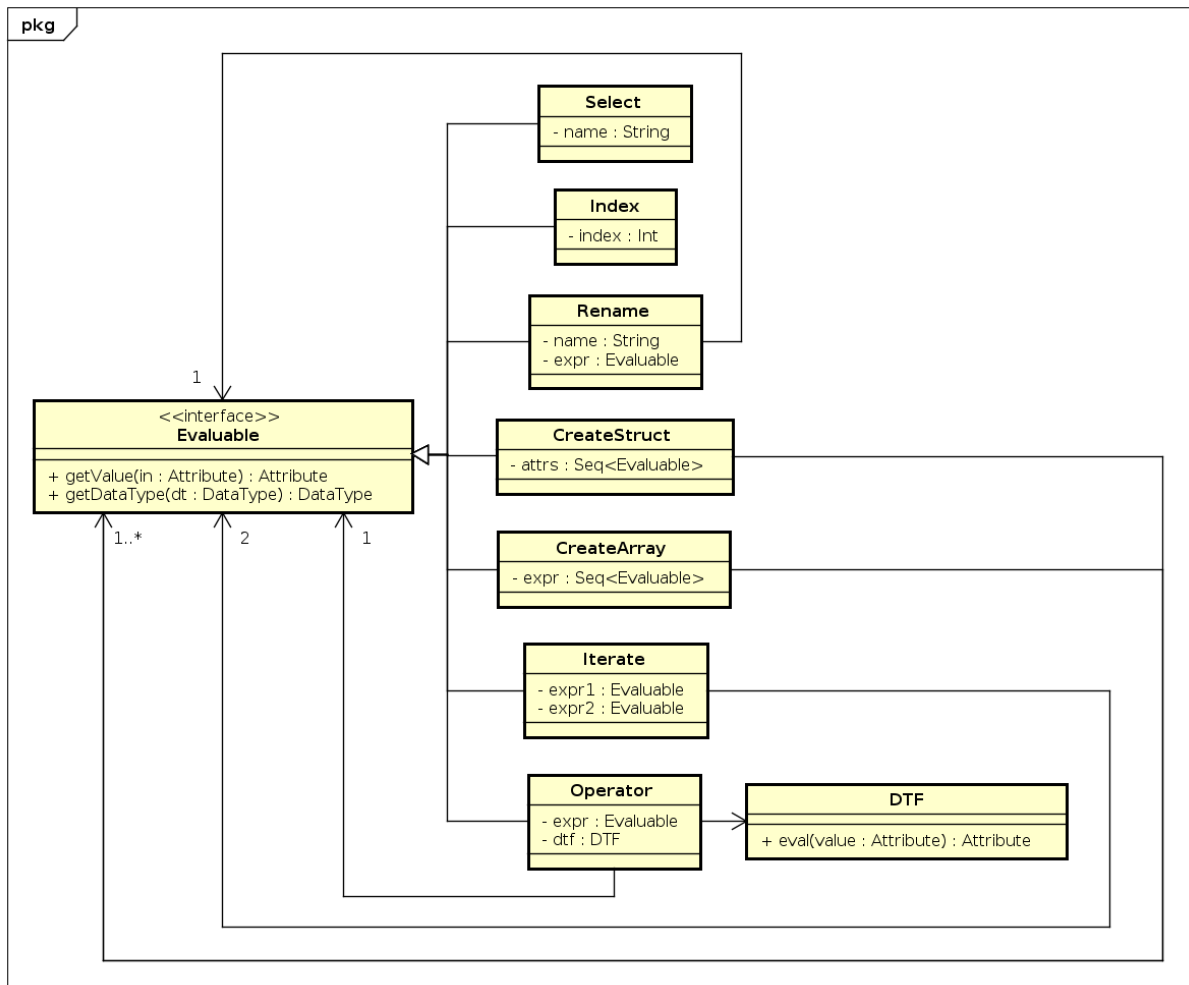 pkg
Select
- name : String
Index
- index : Int
Rename
- name : String
- expr : Evaluable
1
<<interface>>
Evaluable
+ getValue(in : Attribute) : Attribute
+ getDataType(dt : DataType) : DataType
CreateStruct
- attrs : Seq<Evaluable>
1..*
2
1
CreateArray
- expr : Seq<Evaluable>
Iterate
- expr1 : Evaluable
- expr2 : Evaluable
Operator
- expr : Evaluable
- dtf : DTF
DTF
+ eval(value : Attribute) : Attribute